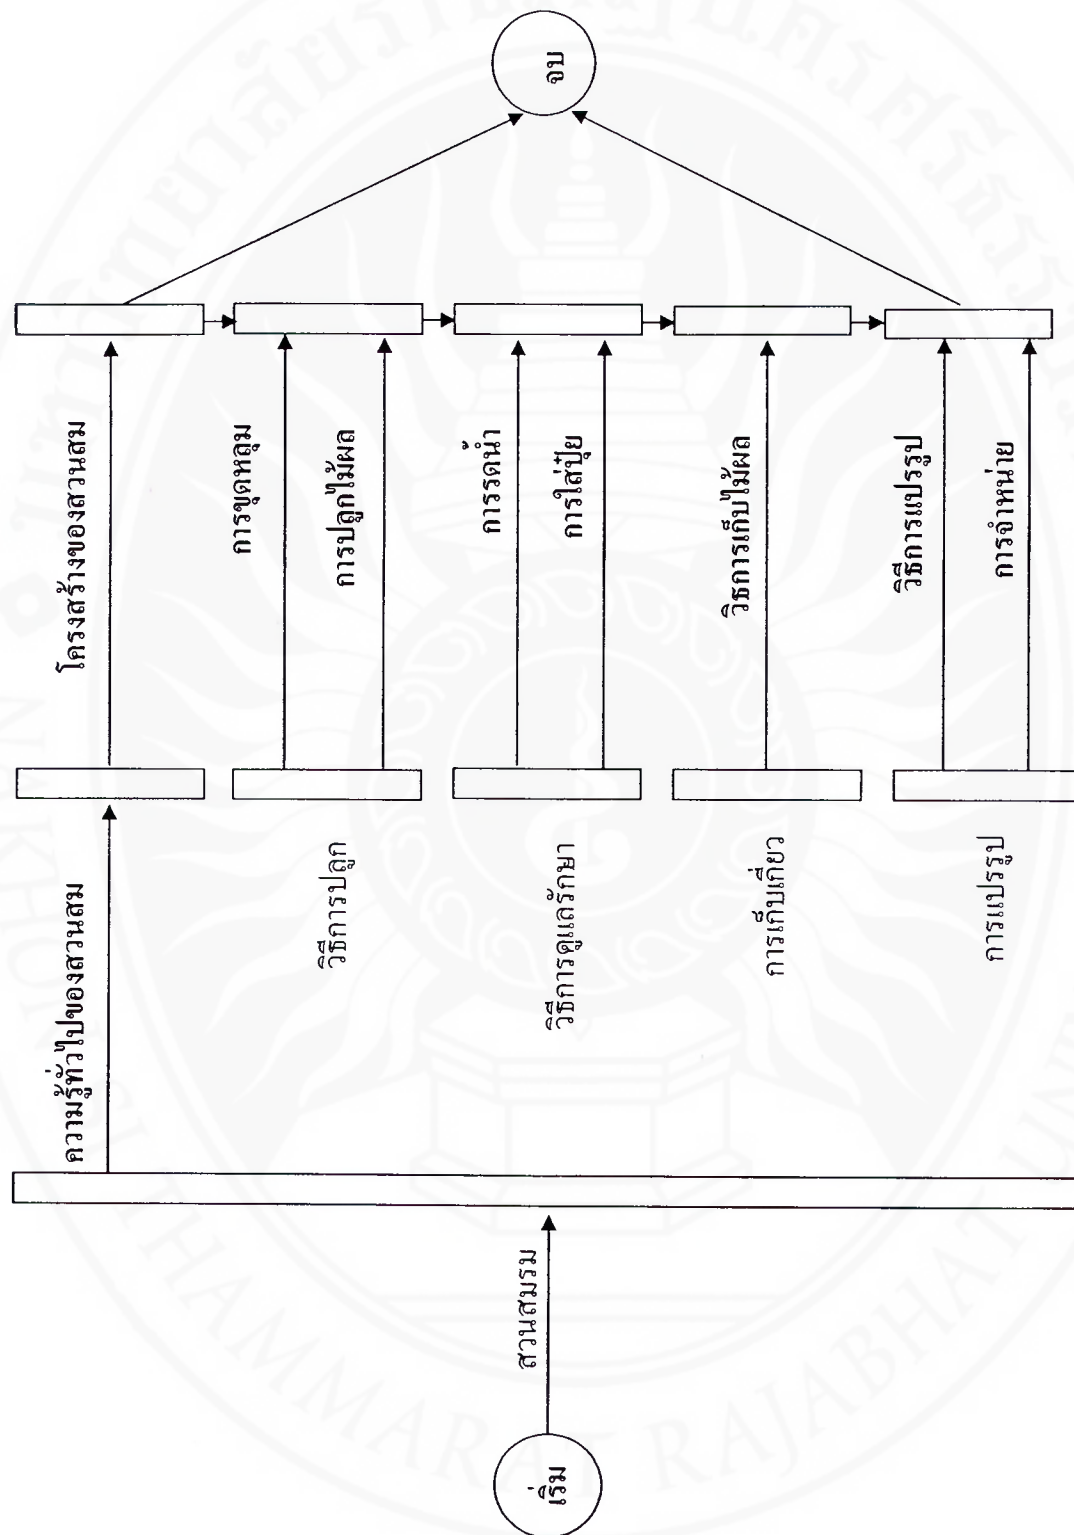 เริ่ม
สวนสมรม
ความรู้ทั่วไปของสวนสม
โครงสร้างของสวนสม
วิธีการปลูก
การขุดหลุม
การปลูกไม้ผล
วิธีการดูแลรักษา
การรดน้ำ
การใส่ปุ๋ย
การเก็บเกี่ยว
วิธการเก็บไม้ผล
การแปรรูป
วิธีการแปรรูป
การจำหน่าย
จบ
THAMMARAT RAJABHAT